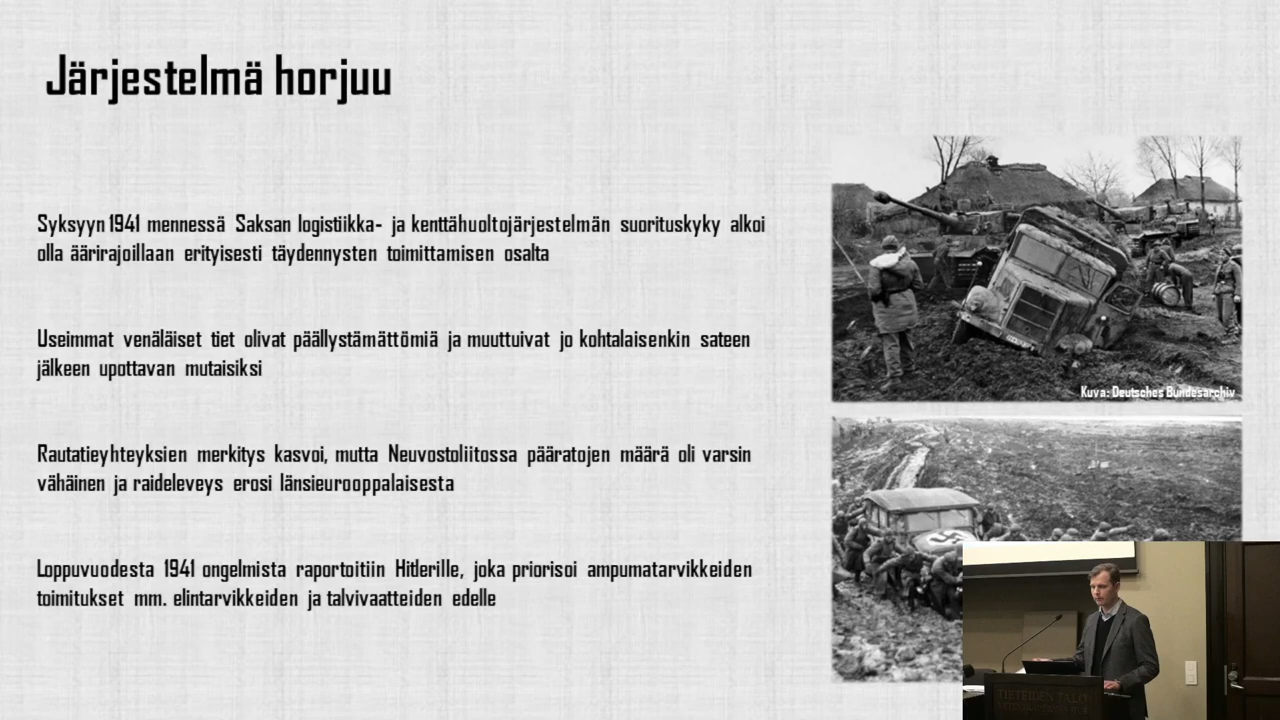 Järjestelmä horjuu
Syksyyn 1941 mennessä Saksan logistiikka- ja kenttähuoltojärjestelmän suorituskyky alkoi
olla äärirajoillaan erityisesti täydennysten toimittamisen osalta
Useimmat venäläiset tiet olivat päällystämättömiä ja muuttuivat jo kohtalaisenkin sateen
jälkeen upottavan mutaisiksi
Rautatieyhteyksien merkitys kasvoi, mutta Neuvostoliitossa pääratojen määrä oli varsin
vähäinen ja raideleveys erosi länsieurooppalaisesta
Loppuvuodesta 1941 ongelmista raportoitiin Hitlerille, joka priorisoi ampumatarvikkeiden
toimitukset mm. elintarvikkeiden ja talvivaatteiden edelle
Kuva: Deutsches Bundesarchiv
TIETEIDEN TALO